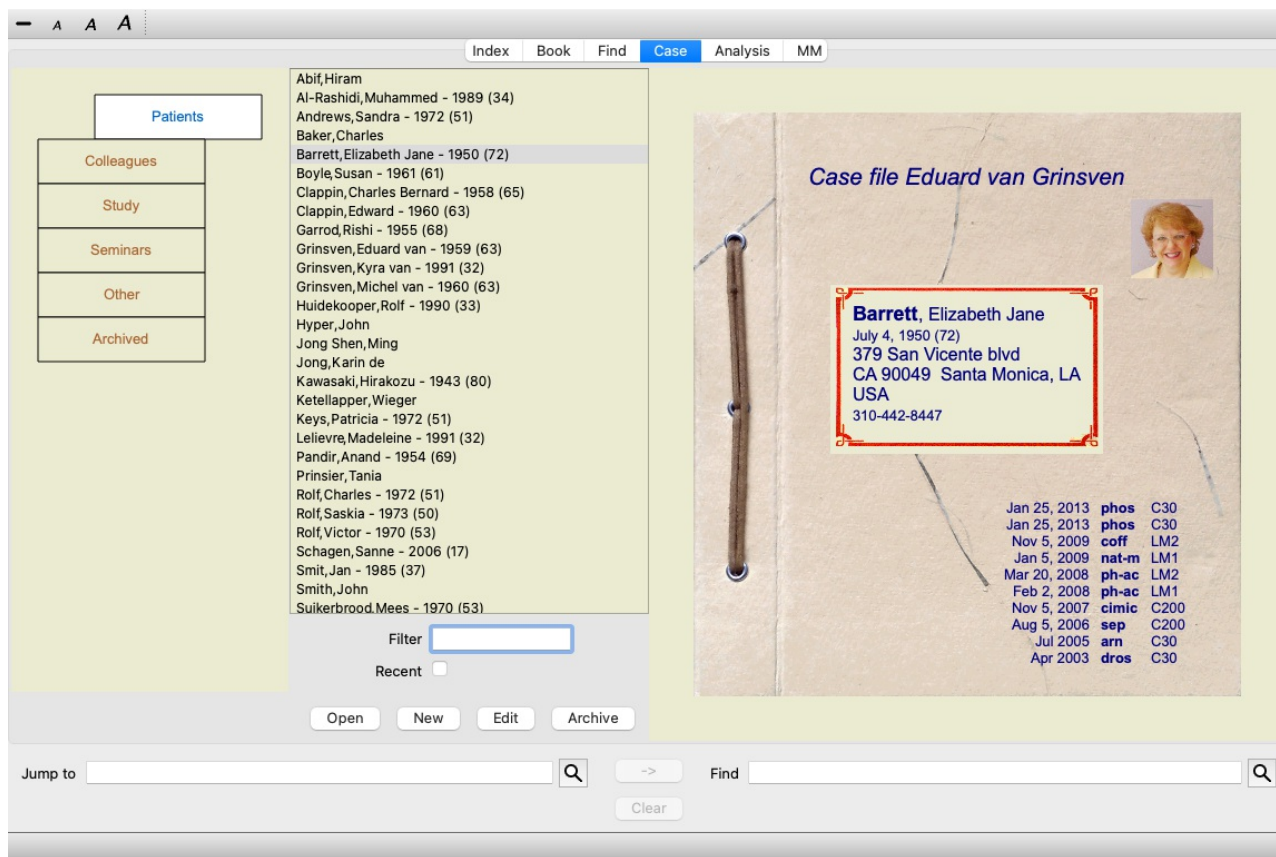 A A A
Index Book Find Case Analysis MM
Patients
Colleagues
Study
Seminars
Other
Archived
Abif,Hiram
Al-Rashidi,Muhammed - 1989 (34)
Andrews,Sandra - 1972 (51)
Baker,Charles
Barrett,Elizabeth Jane - 1950 (72)
Boyle,Susan - 1961 (61)
Clappin,Charles Bernard - 1958 (65)
Clappin,Edward - 1960 (63)
Garrod,Rishi - 1955 (68)
Grinsven,Eduard van - 1959 (63)
Grinsven,Kyra van - 1991 (32)
Grinsven,Michel van - 1960 (63)
Huidekooper,Rolf - 1990 (33)
Hyper,John
Jong Shen,Ming
Jong,Karin de
Kawasaki,Hirakozu - 1943 (80)
Ketellapper,Wieger
Keys,Patricia - 1972 (51)
Lelievre,Madeleine - 1991 (32)
Pandir,Anand - 1954 (69)
Prinsier,Tania
Rolf,Charles - 1972 (51)
Rolf,Saskia - 1973 (50)
Rolf,Victor - 1970 (53)
Schagen,Sanne - 2006 (17)
Smit,Jan - 1985 (37)
Smith,John
Suikerbrood,Mees - 1970 (53)
Filter
Recent
Open New Edit Archive
Case file Eduard van Grinsven
Barrett, Elizabeth Jane
July 4, 1950 (72)
379 San Vicente blvd
CA 90049 Santa Monica, LA
USA
310-442-8447
Jan 25, 2013 phos C30
Jan 25, 2013 phos C30
Nov 5, 2009 coff LM2
Jan 5, 2009 nat-m LM1
Mar 20, 2008 ph-ac LM2
Feb 2, 2008 ph-ac LM1
Nov 5, 2007 cimic C200
Aug 5, 2006 sep C200
Jul 2005 arn C30
Apr 2003 dros C30
Jump to -> Find
Clear